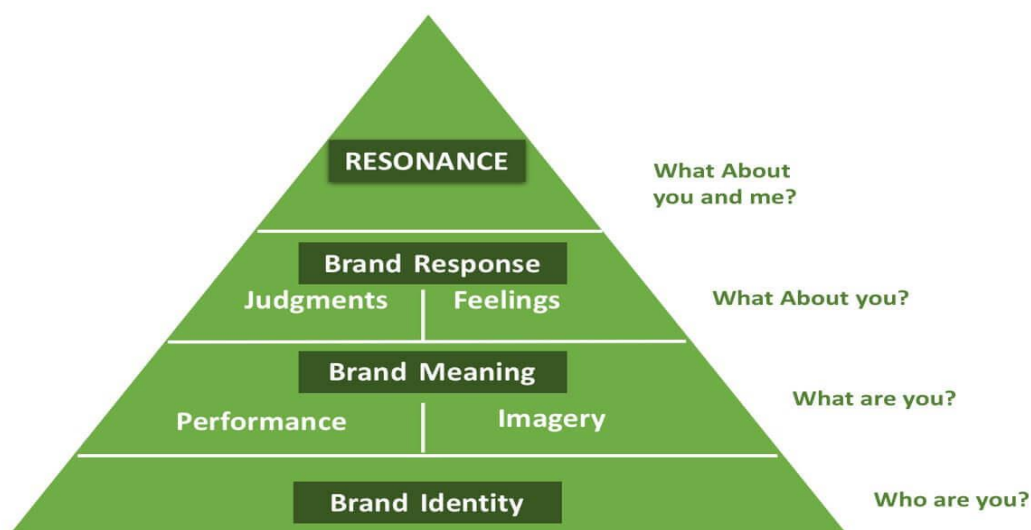 RESONANCE
What About
you and me?
Brand Response
Judgments
Feelings
What About you?
Brand Meaning
Performance
Imagery
What are you?
Brand Identity
Who are you?